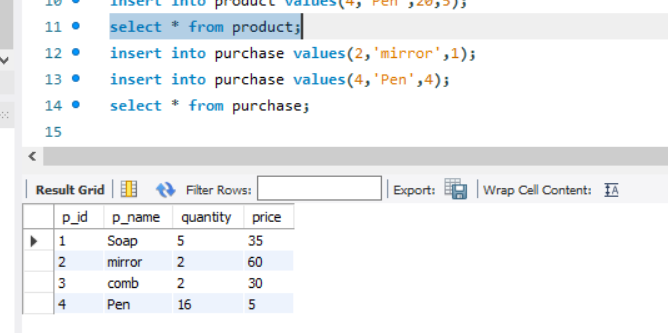 10 insert into product values(4,'Pen',20,5);
11 select * from product;
12 insert into purchase values(2,'mirror',1);
13 insert into purchase values(4,'Pen',4);
14 select * from purchase;
15
Result Grid Filter Rows: Export: Wrap Cell Content:
p_id p_name quantity price
1 Soap 5 35
2 mirror 2 60
3 comb 2 30
4 Pen 16 5